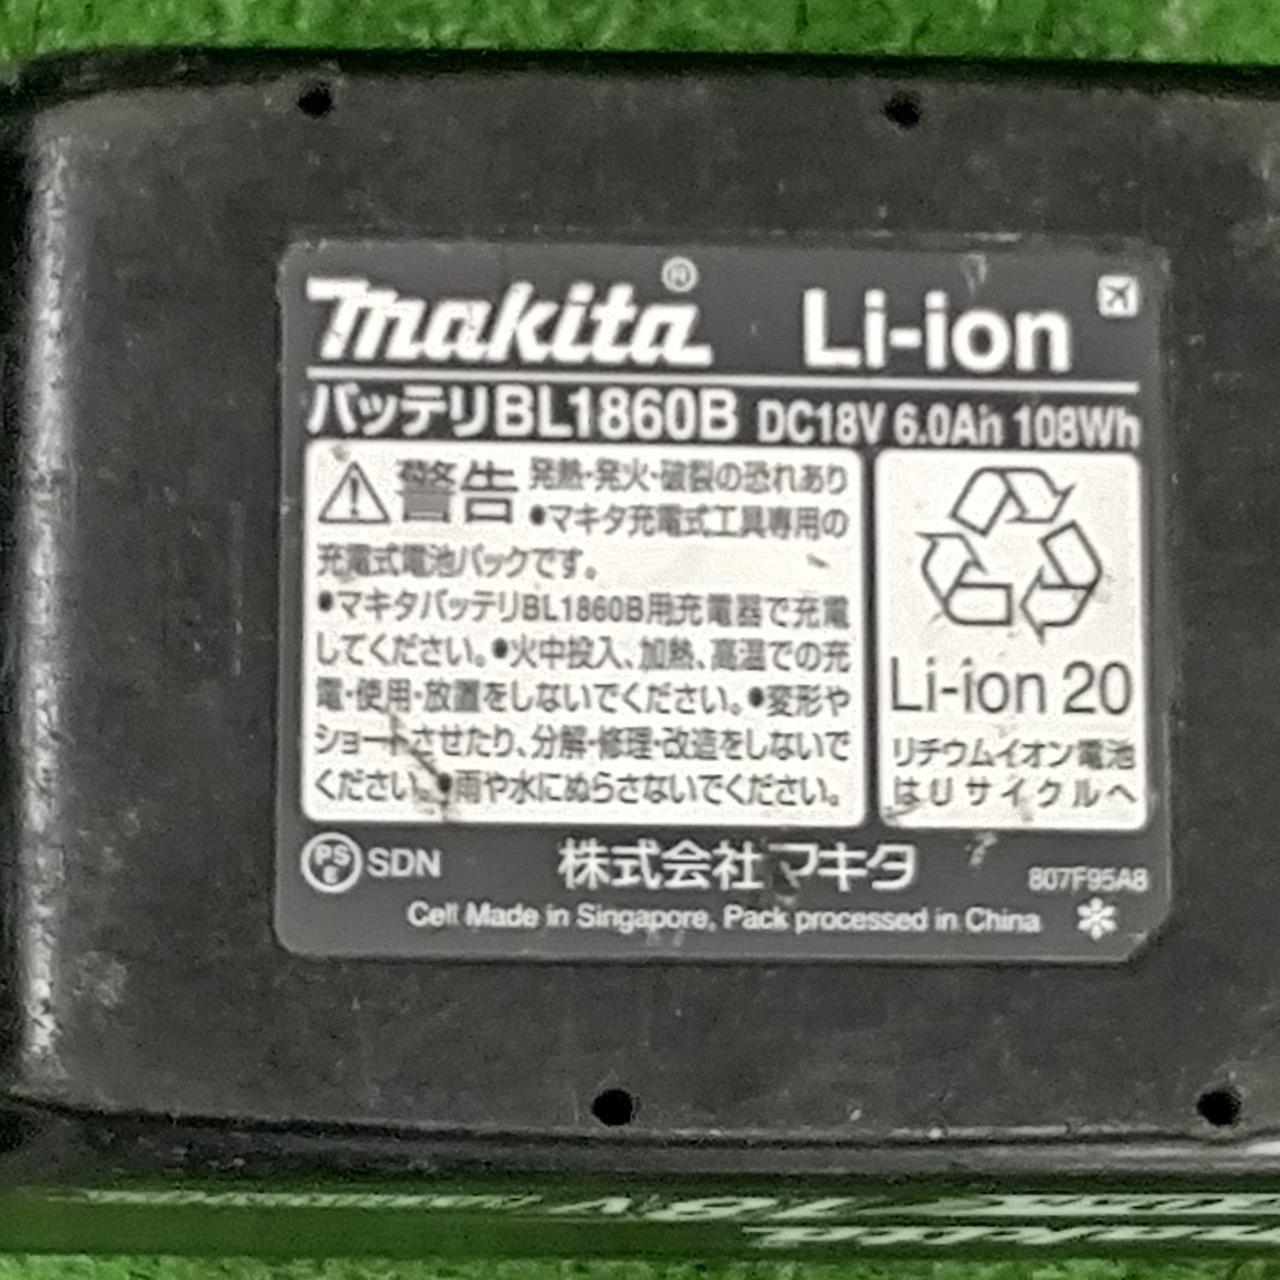 makita® Li-ion
バッテリBL1860B DC18V 6.0Ah 108Wh
警告 発熱・発火・破裂の恐れあり
●マキタ充電式工具専用の
充電式電池パックです。
●マキタバッテリBL1860B用充電器で充電
してください。●火中投入、加熱、高温での充
電・使用・放置をしないでください。●変形や
ショートさせたり、分解・修理・改造をしないで
ください。●雨や水にぬらさないでください。
Li-ion 20
リチウムイオン電池
はリサイクルへ
PS
E SDN 株式会社マキタ 807F95A8
Cell Made in Singapore, Pack processed in China ✻